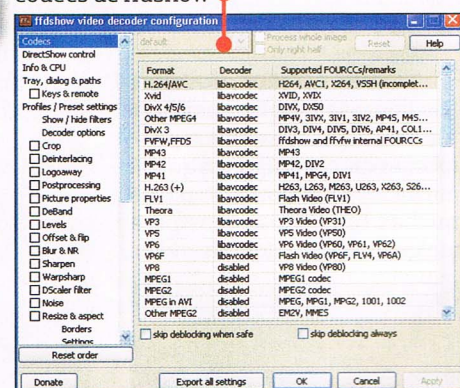 codecs de ffdshow
ffdshow video decoder configuration
Codecs
DirectShow control
Info & CPU
Tray, dialog & paths
Keys & remote
Profiles / Preset settings
Show / hide filters
Decoder options
Crop
Deinterlacing
Logoaway
Postprocessing
Picture properties
DeBand
Levels
Offset & flip
Blur & NR
Sharpen
Warpsharp
DScaler filter
Noise
Resize & aspect
Borders
Settings
Reset order
default
Process whole image
Only right half
Reset
Help
Format Decoder Supported FOURCCs/remarks
H.264/AVC libavcodec H264, AVC1, X264, VSSH (incomplet...
Xvid libavcodec XVID, XVIX
DivX 4/5/6 libavcodec DIVX, DX50
Other MPEG4 libavcodec MP4V, 3IVX, 3IV1, 3IV2, MP4S, M4S...
DivX 3 libavcodec DIV3, DIV4, DIV5, DIV6, AP41, COL1...
FVFW,FFDS libavcodec ffdshow and ffvfw internal FOURCCs
MP43 libavcodec MP43
MP42 libavcodec MP42, DIV2
MP41 libavcodec MP41, MPG4, DIV1
H.263 (+) libavcodec H263, L263, M263, U263, X263, S26...
FLV1 libavcodec Flash Video (FLV1)
Theora libavcodec Theora Video (THEO)
VP3 libavcodec VP3 Video (VP31)
VP5 libavcodec VP5 Video (VP50)
VP6 libavcodec VP6 Video (VP60, VP61, VP62)
VP6F libavcodec Flash Video (VP6F, FLV4, VP6A)
VP8 disabled VP8 Video (VP80)
MPEG1 disabled MPEG1 codec
MPEG2 disabled MPEG2 codec
MPEG in AVI disabled MPEG, MPG1, MPG2, 1001, 1002
Other MPEG2 disabled EM2V, MMES
skip deblocking when safe
skip deblocking always
Donate
Export all settings
OK
Cancel
Apply